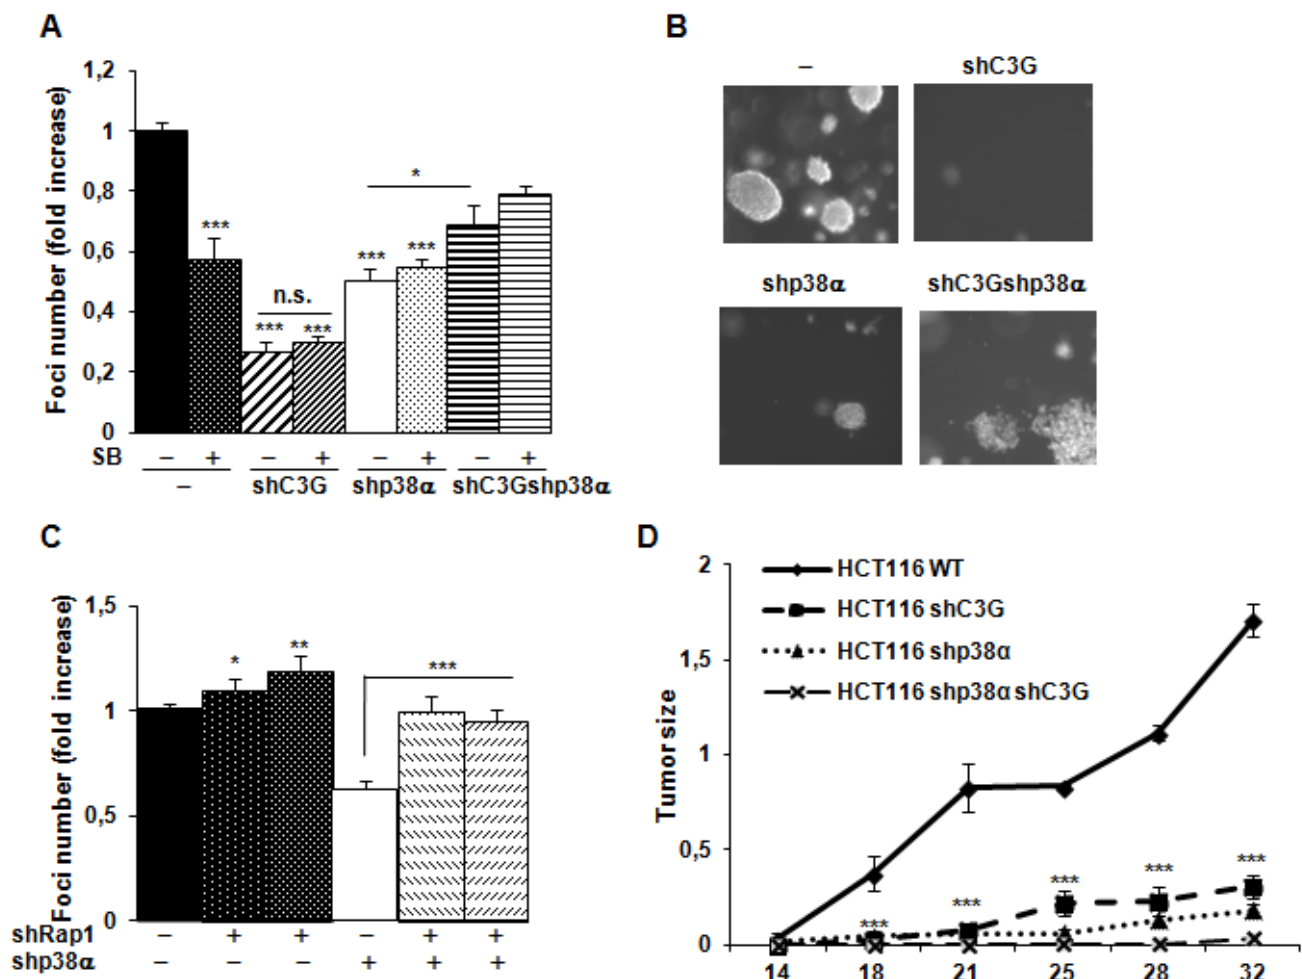 A
Foci number (fold increase)
1,2
1
0,8
0,6
0,4
0,2
0
***
n.s.
***
***
***
***
*
SB
– + – + – + – +
– shC3G shp38α shC3Gshp38α
B
– shC3G
shp38α shC3Gshp38α
C
Foci number (fold increase)
1,5
1
0,5
0
*
**
***
shRap1 – + + – + +
shp38α – – – + + +
D
Tumor size
2
1,5
1
0,5
0
HCT116 WT
HCT116 shC3G
HCT116 shp38α
HCT116 shp38α shC3G
***
***
***
***
***
14 18 21 25 28 32